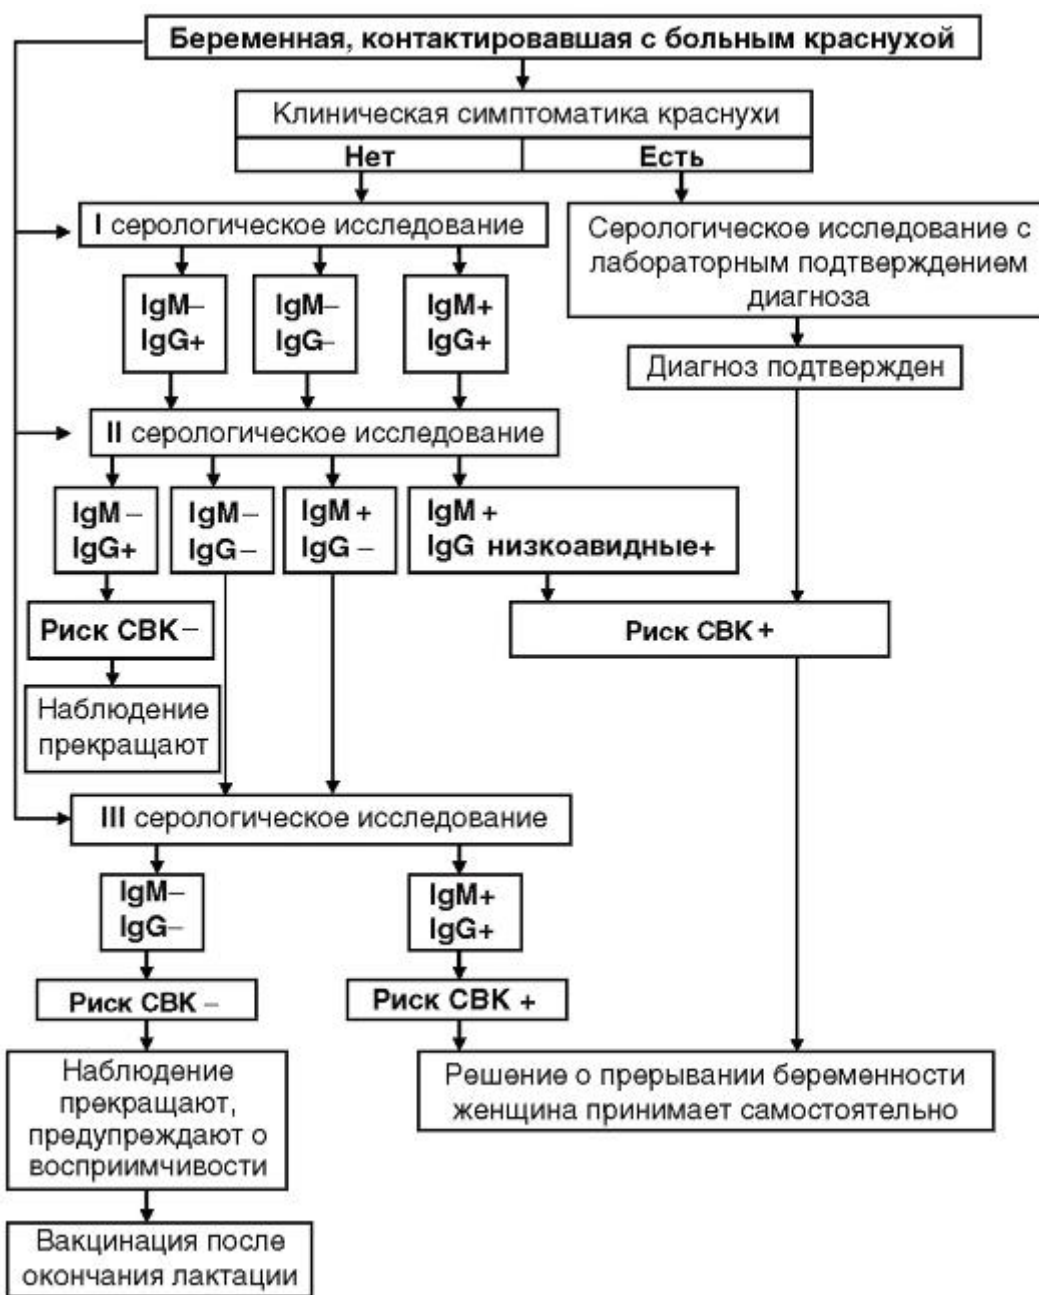 Беременная, контактировавшая с больным краснухой
Клиническая симптоматика краснухи
Нет
Есть
I серологическое исследование
Серологическое исследование с
лабораторным подтверждением
диагноза
IgM–
IgG+
IgM–
IgG–
IgM+
IgG+
Диагноз подтвержден
II серологическое исследование
IgM –
IgG+
IgM–
IgG–
IgM +
IgG –
IgM +
IgG низкоавидные+
Риск СВК –
Риск СВК +
Наблюдение
прекращают
III серологическое исследование
IgM–
IgG–
IgM+
IgG+
Риск СВК –
Риск СВК +
Наблюдение
прекращают,
предупреждают о
восприимчивости
Решение о прерывании беременности
женщина принимает самостоятельно
Вакцинация после
окончания лактации